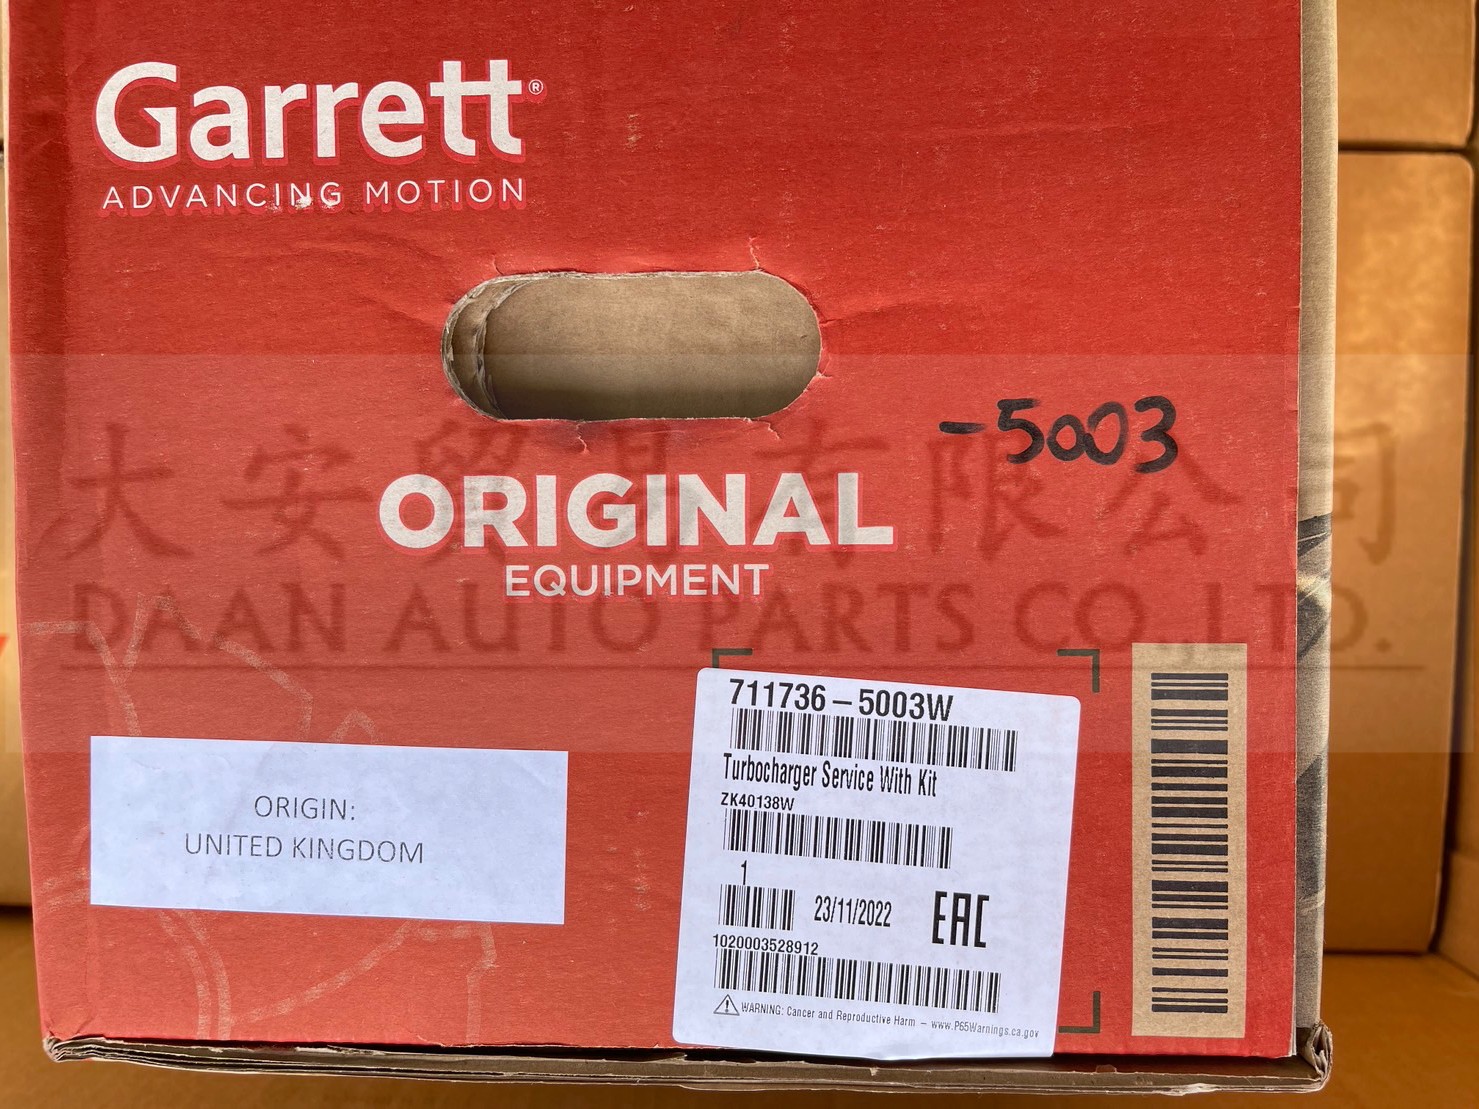 Garrett®
ADVANCING MOTION
-5003
大安貿易有限公司
ORIGINAL
EQUIPMENT
DAAN AUTO PARTS CO.,LTD.
711736-5003W
Turbocharger Service With Kit
ZK40138W
1
23/11/2022
EAC
1020003528912
WARNING: Cancer and Reproductive Harm - www.P65Warnings.ca.gov
ORIGIN:
UNITED KINGDOM